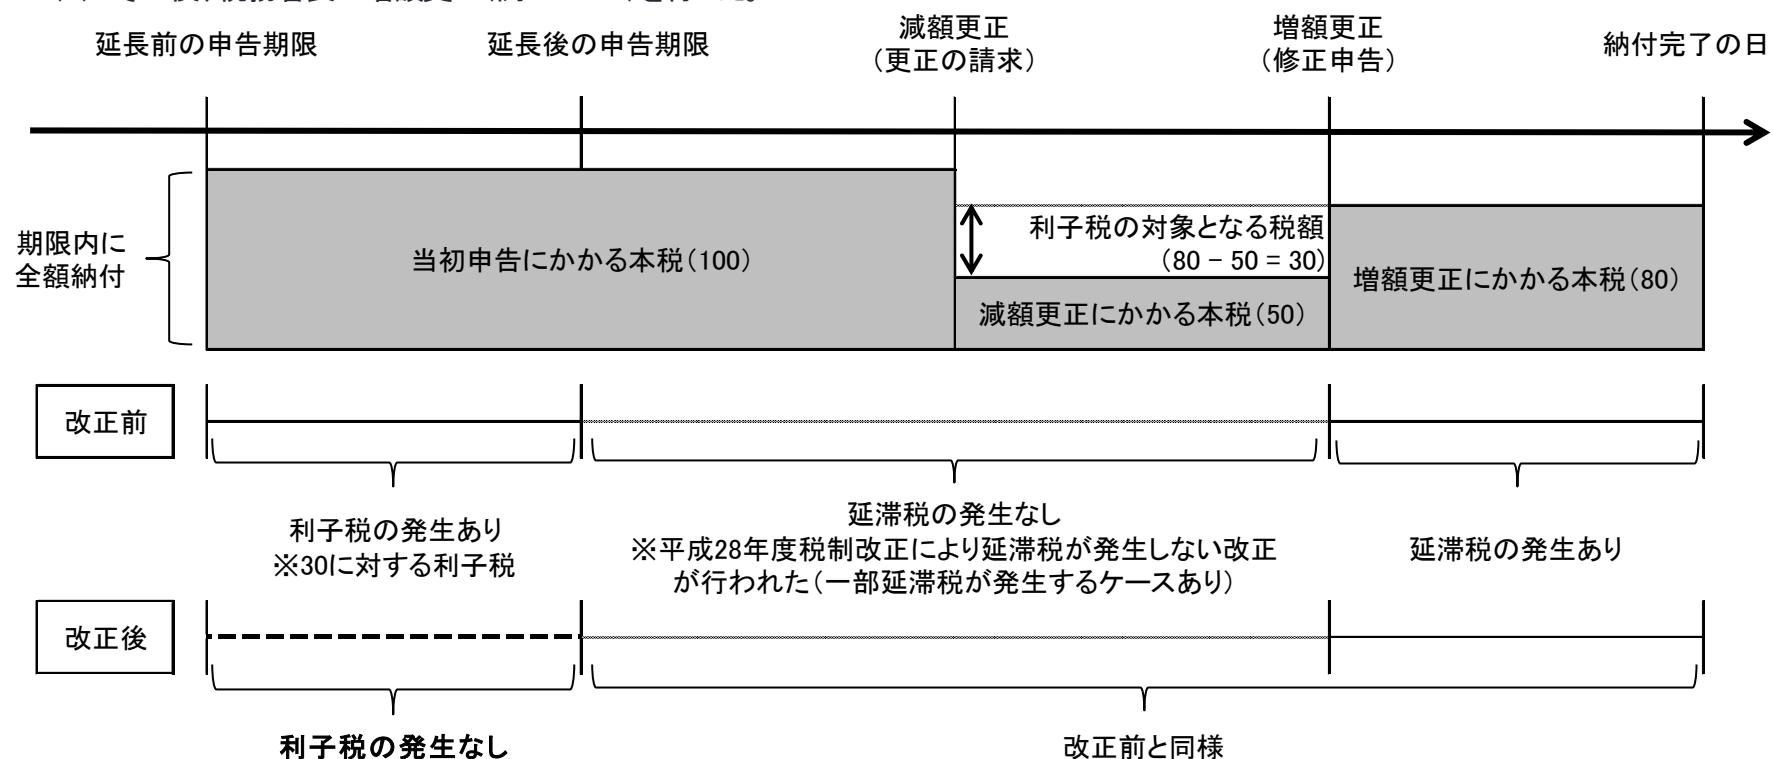 延長前の申告期限
延長後の申告期限
減額更正
（更正の請求）
増額更正
（修正申告）
納付完了の日
期限内に
全額納付
当初申告にかかる本税（100）
利子税の対象となる税額
（80 − 50 = 30）
減額更正にかかる本税（50）
増額更正にかかる本税（80）
改正前
利子税の発生あり
※30に対する利子税
延滞税の発生なし
※平成28年度税制改正により延滞税が発生しない改正
が行われた（一部延滞税が発生するケースあり）
延滞税の発生あり
改正後
利子税の発生なし
改正前と同様